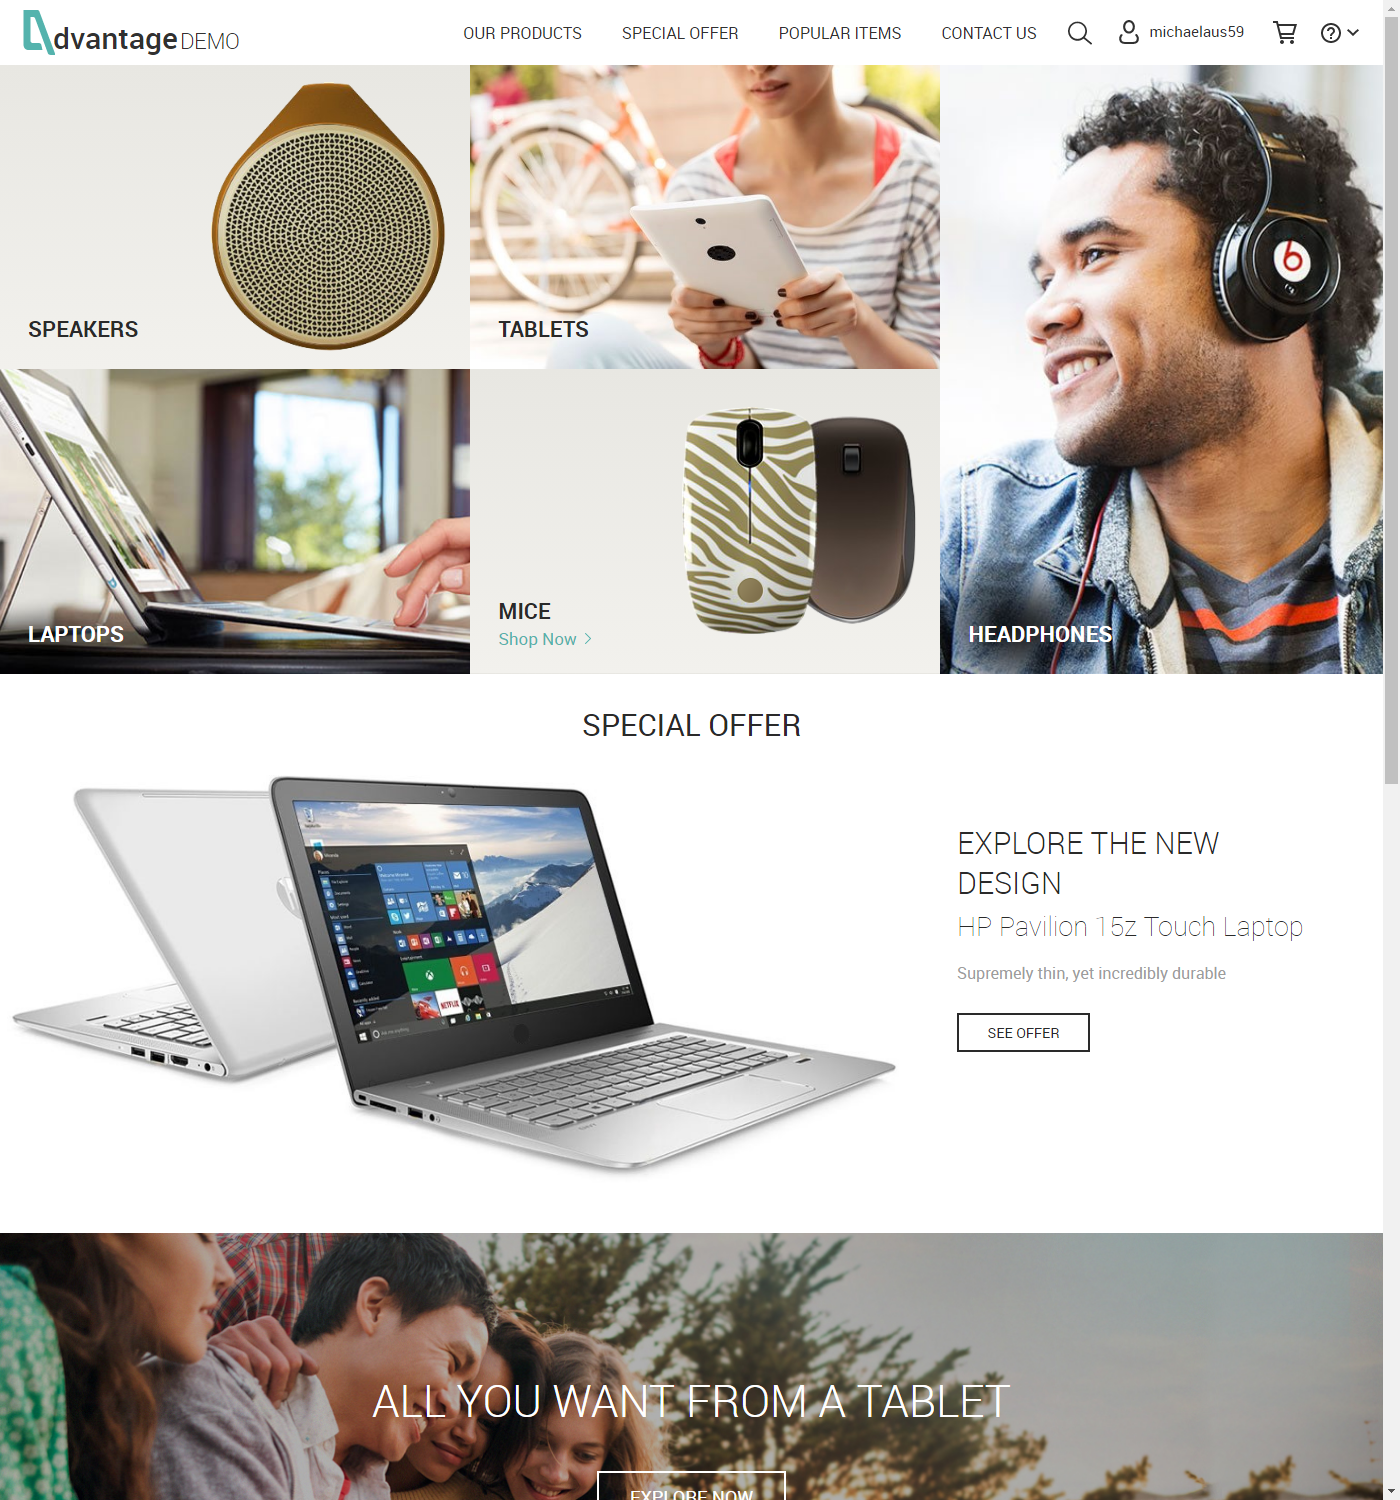 dvantage DEMO
OUR PRODUCTS
SPECIAL OFFER
POPULAR ITEMS
CONTACT US
michaelaus59
SPEAKERS
TABLETS
LAPTOPS
MICE
Shop Now
HEADPHONES
SPECIAL OFFER
EXPLORE THE NEW
DESIGN
HP Pavilion 15z Touch Laptop
Supremely thin, yet incredibly durable
SEE OFFER
ALL YOU WANT FROM A TABLET
EXPLORE NOW